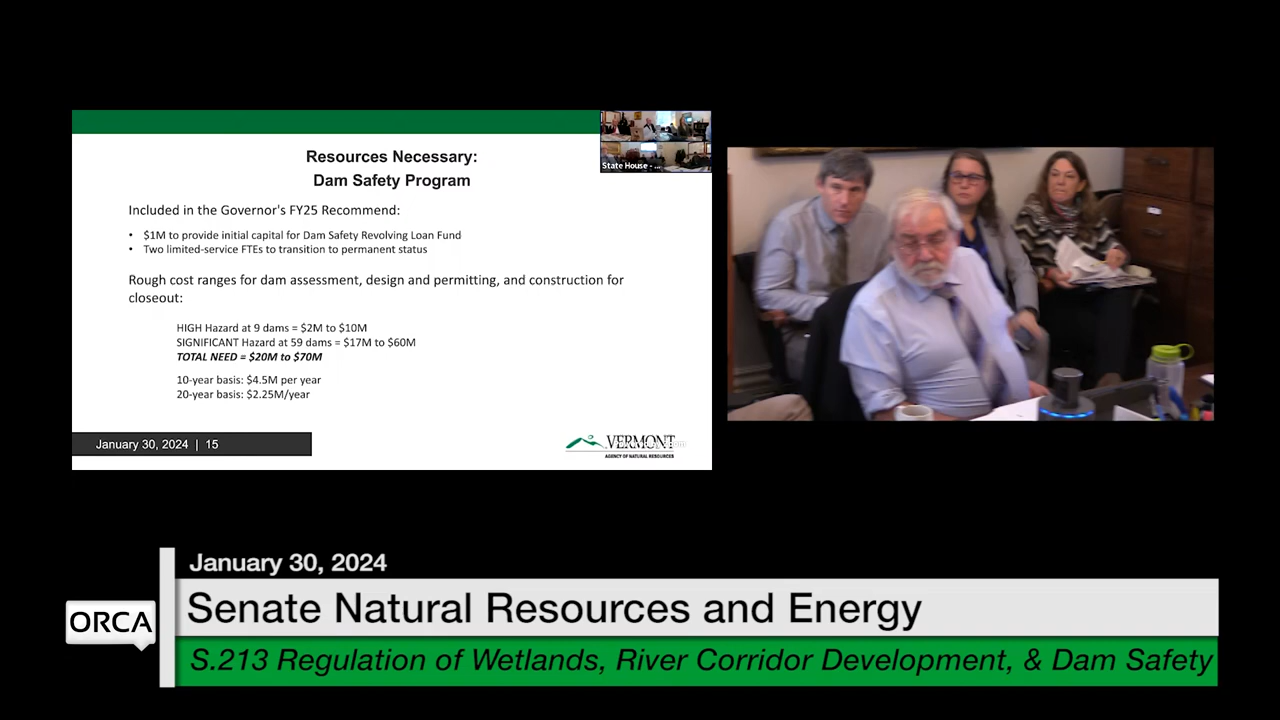 Resources Necessary:
Dam Safety Program
State House - ...
Included in the Governor's FY25 Recommend:
• $1M to provide initial capital for Dam Safety Revolving Loan Fund
• Two limited-service FTEs to transition to permanent status
Rough cost ranges for dam assessment, design and permitting, and construction for
closeout:
HIGH Hazard at 9 dams = $2M to $10M
SIGNIFICANT Hazard at 59 dams = $17M to $60M
TOTAL NEED = $20M to $70M
10-year basis: $4.5M per year
20-year basis: $2.25M/year
January 30, 2024 | 15
VERMONT
AGENCY OF NATURAL RESOURCES
January 30, 2024
ORCA
Senate Natural Resources and Energy
S.213 Regulation of Wetlands, River Corridor Development, & Dam Safety